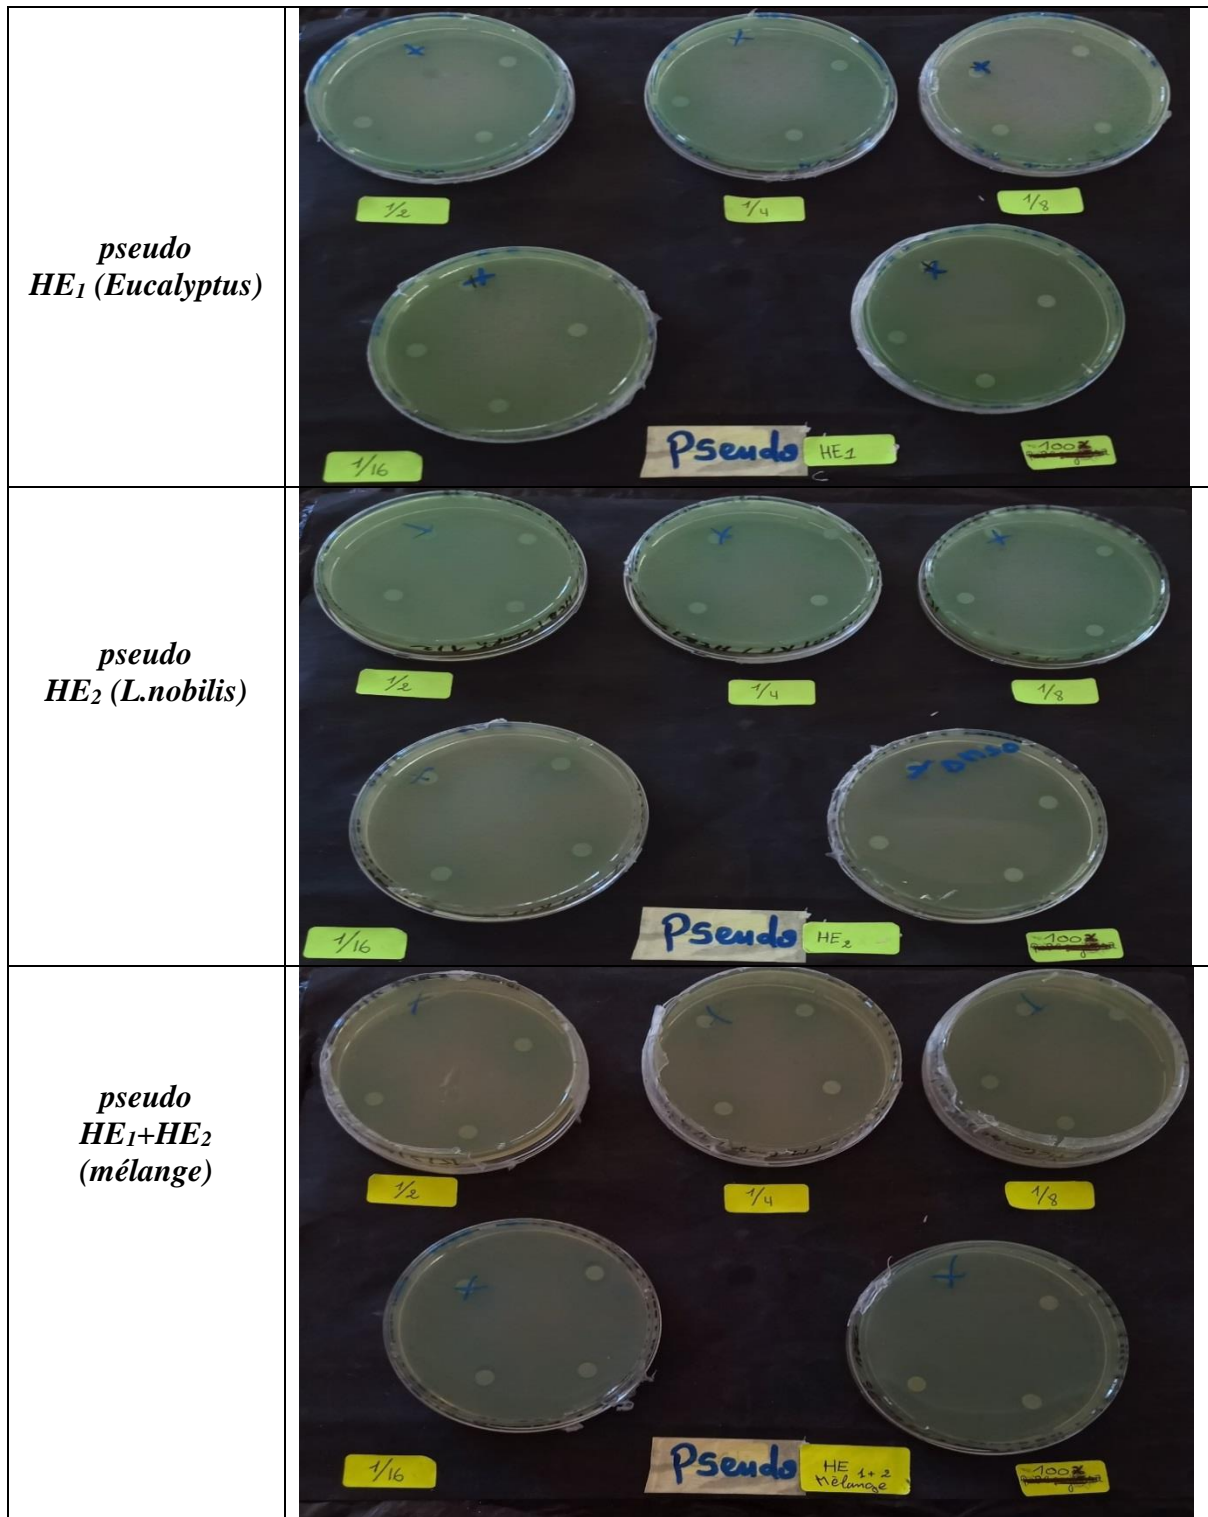 pseudo
HE1 (Eucalyptus)
1/2
1/4
1/8
1/16
Pseudo
HE1
100%
pseudo
HE2 (L.nobilis)
DMSO
1/2
1/4
1/8
1/16
Pseudo
HE2
100%
pseudo
HE1+HE2
(mélange)
1/2
1/4
1/8
1/16
Pseudo
HE 1+2
Mélange
100%